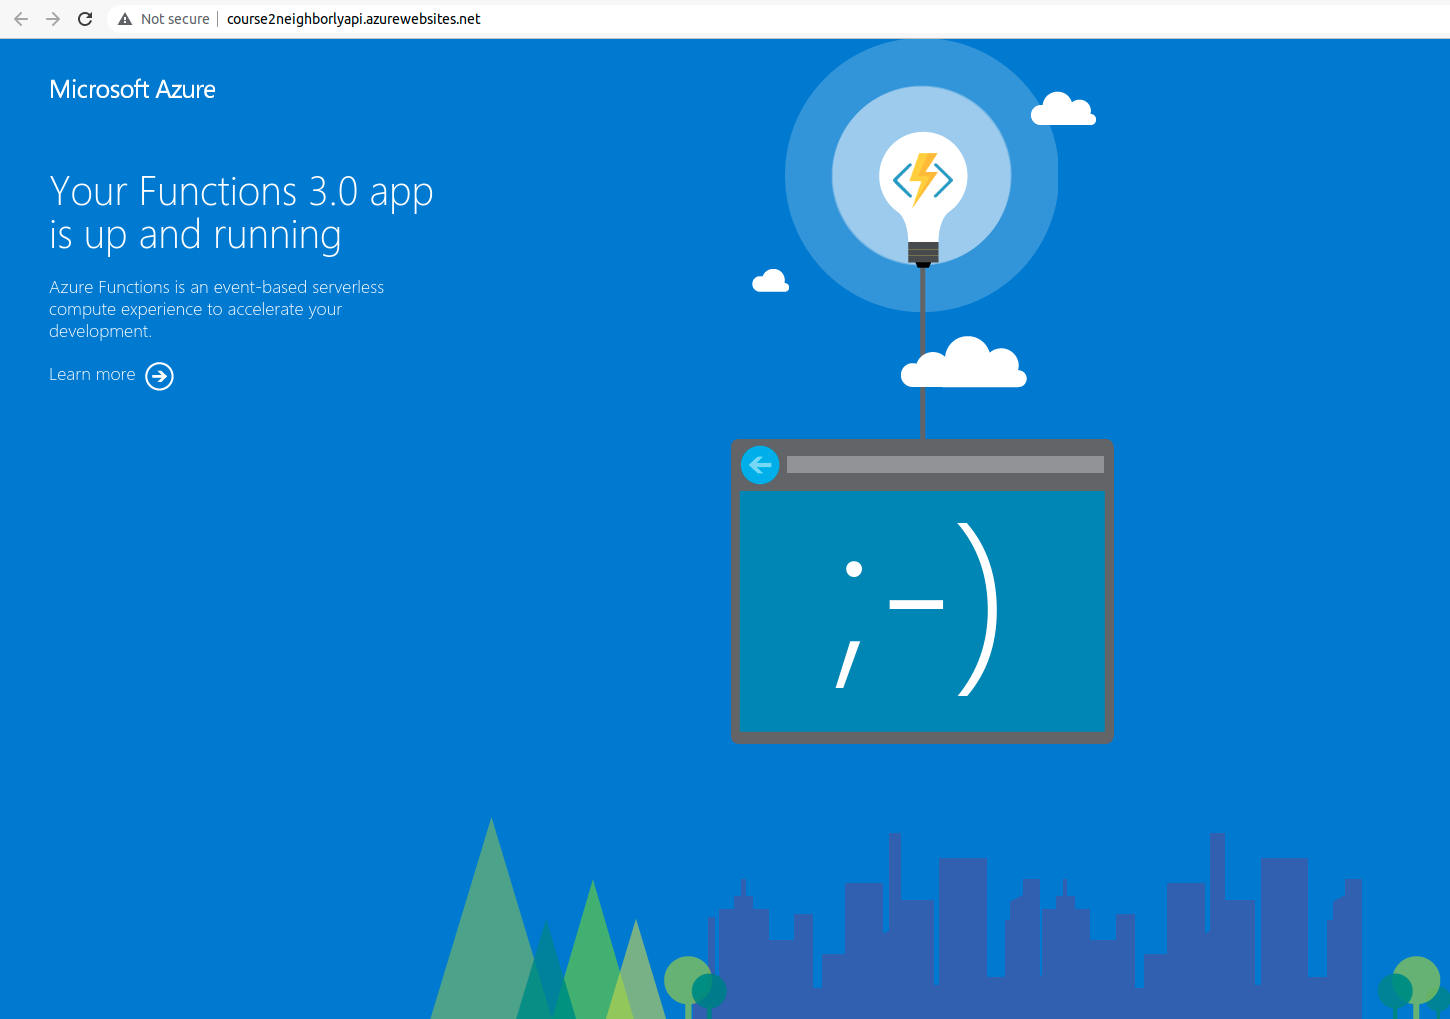 Not secure
course2neighborlyapi.azurewebsites.net
Microsoft Azure
Your Functions 3.0 app
is up and running
Azure Functions is an event-based serverless
compute experience to accelerate your
development.
Learn more
;-)